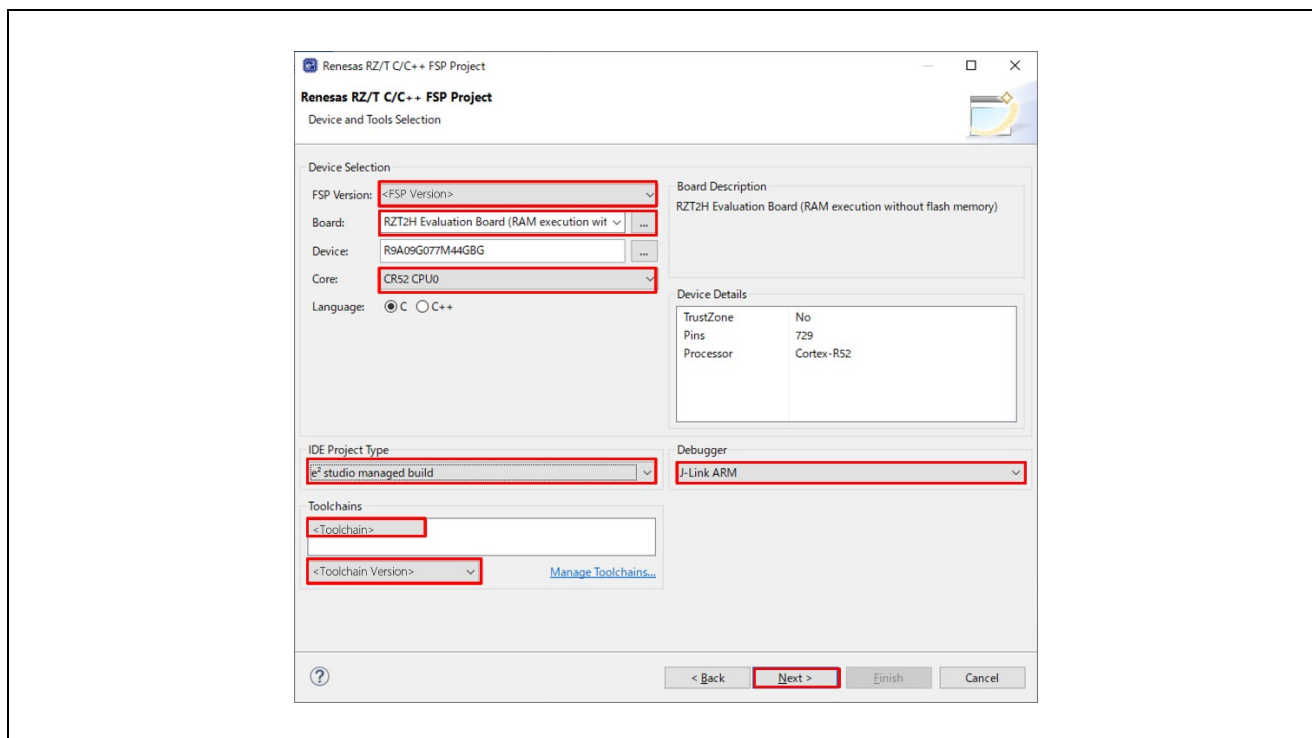 Renesas RZ/T C/C++ FSP Project
Renesas RZ/T C/C++ FSP Project
Device and Tools Selection
Device Selection
FSP Version: <FSP Version>
Board: RZT2H Evaluation Board (RAM execution wit ...
Device: R9A09G077M44GBG ...
Core: CR52 CPU0
Language: C C++
Board Description
RZT2H Evaluation Board (RAM execution without flash memory)
Device Details
TrustZone No
Pins 729
Processor Cortex-R52
IDE Project Type
e² studio managed build
Debugger
J-Link ARM
Toolchains
<Toolchain>
<Toolchain Version> Manage Toolchains...
? < Back Next > Finish Cancel